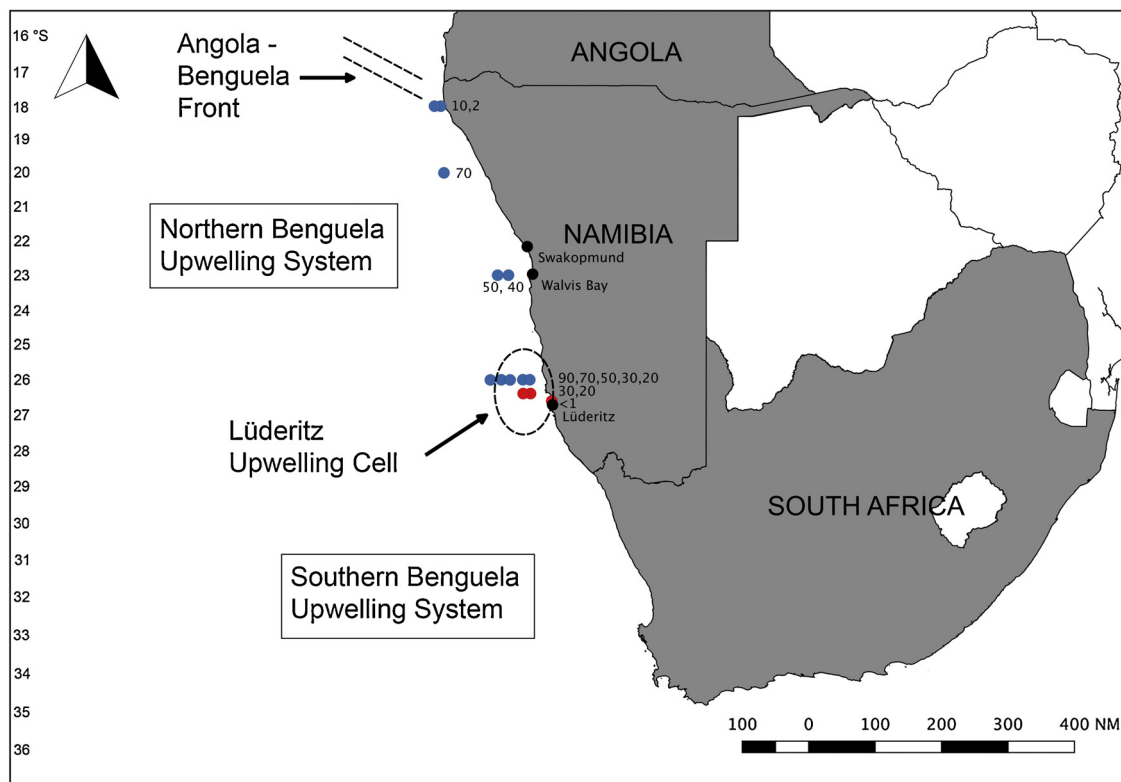 16 °S
17
18
19
20
21
22
23
24
25
26
27
28
29
30
31
32
33
34
35
36
Angola -
Benguela
Front
ANGOLA
10,2
70
Northern Benguela
Upwelling System
NAMIBIA
Swakopmund
50, 40
Walvis Bay
90,70,50,30,20
30,20
<1
Lüderitz
Lüderitz
Upwelling Cell
SOUTH AFRICA
Southern Benguela
Upwelling System
100 0 100 200 300 400 NM